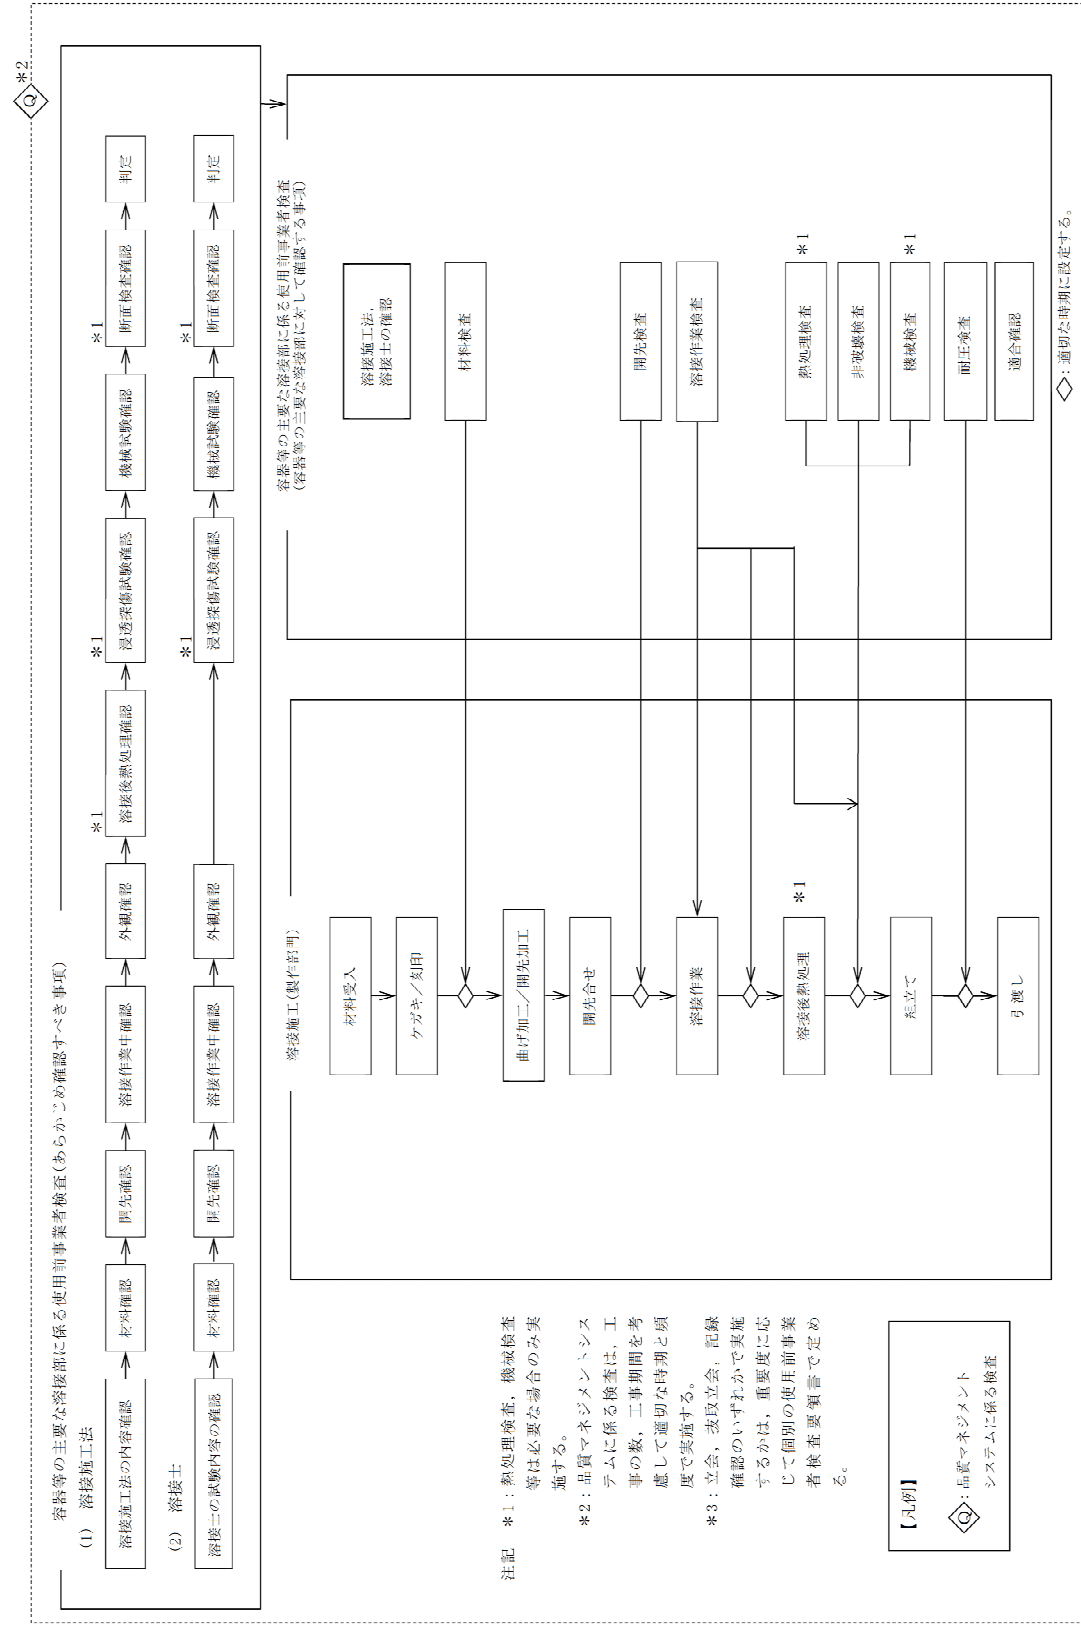 容器等の主要な溶接部に係る使用前事業者検査(あらかじめ確認すべき事項)
(1) 溶接施工法
溶接施工法の内容確認
材料確認
開先確認
溶接作業中確認
外観確認
*1
溶接後熱処理確認
*1
浸透探傷試験確認
機械試験確認
*1
断面検査確認
判定
(2) 溶接士
溶接士の試験内容の確認
材料確認
開先確認
溶接作業中確認
外観確認
*1
浸透探傷試験確認
機械試験確認
*1
断面検査確認
判定
Q
*2
溶接施工(製作部門)
材料受入
ケガキ/刻印
曲げ加工/開先加工
開先合せ
溶接作業
溶接後熱処理
*1
組立て
引渡し
容器等の主要な溶接部に係る使用前事業者検査
(容器等の主要な溶接部に対して確認する事項)
溶接施工法,
溶接士の確認
材料検査
開先検査
溶接作業検査
熱処理検査
*1
非破壊検査
機械検査
*1
耐圧検査
適合確認
◇:適切な時期に設定する。
注記 *1:熱処理検査,機械検査
等は必要な場合のみ実
施する。
*2:品質マネジメントシス
テムに係る検査は,工
事の数,工事期間を考
慮して適切な時期と頻
度で実施する。
*3:立会,抜取立会,記録
確認のいずれかで実施
するかは,重要度に応
じて個別の使用前事業
者検査要領書で定め
る。
【凡例】
Q:品質マネジメント
システムに係る検査